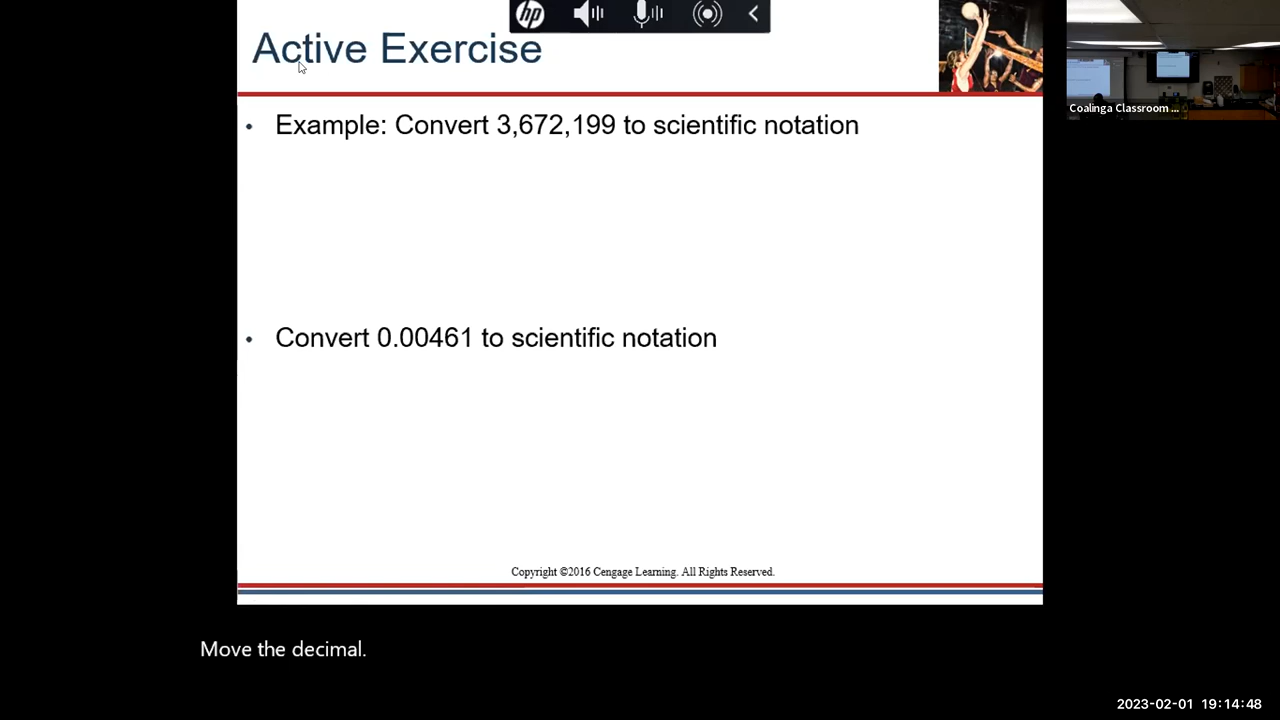 hp
Active Exercise
Coalinga Classroom ...
• Example: Convert 3,672,199 to scientific notation
• Convert 0.00461 to scientific notation
Copyright ©2016 Cengage Learning. All Rights Reserved.
Move the decimal.
2023-02-01 19:14:48